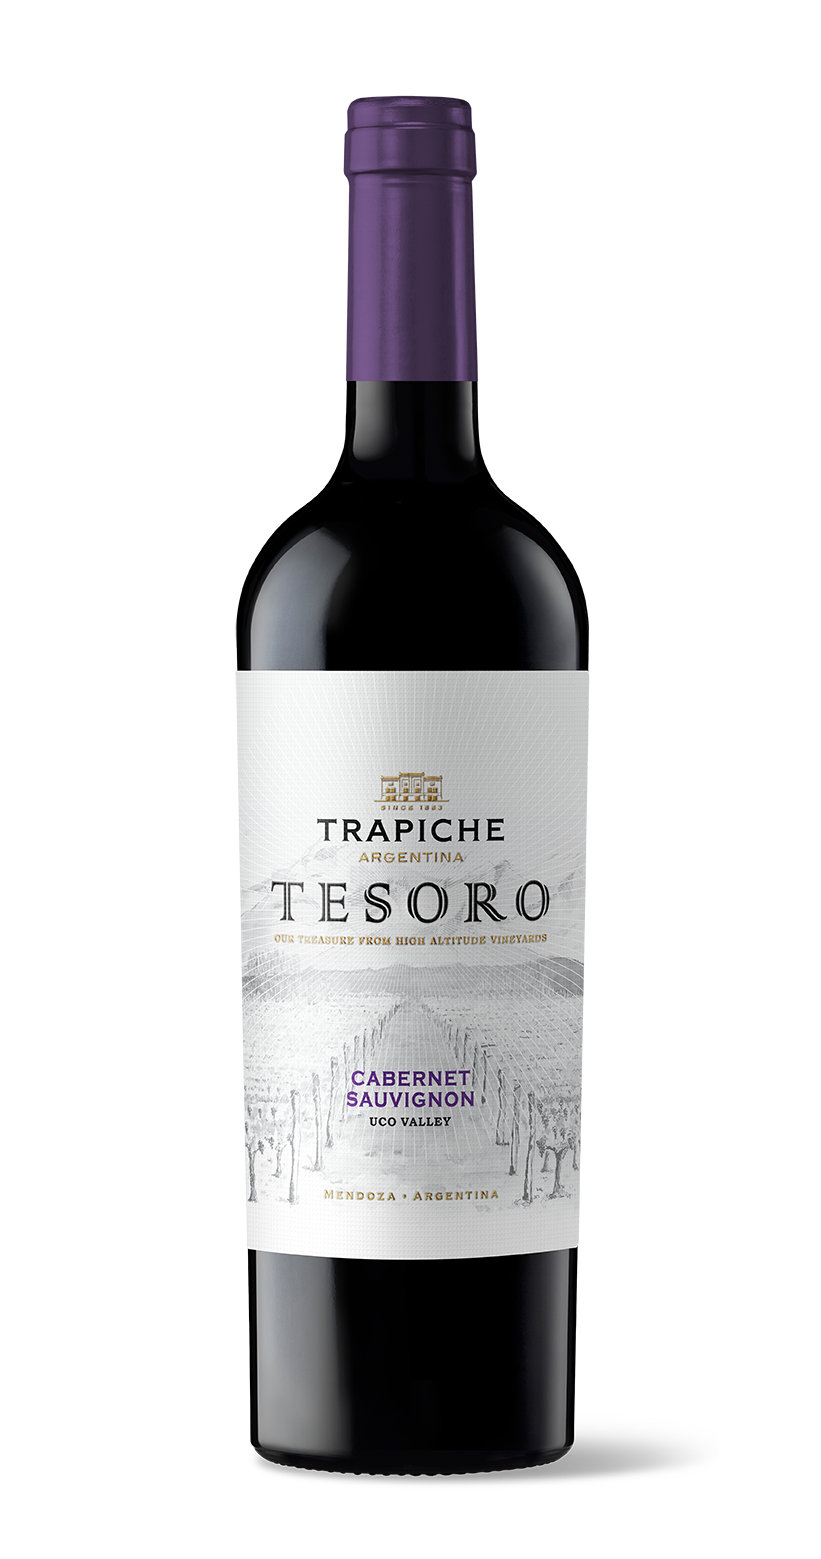 SINCE 1883
TRAPICHE
ARGENTINA
TESORO
OUR TREASURE FROM HIGH ALTITUDE VINEYARDS
CABERNET
SAUVIGNON
UCO VALLEY
MENDOZA • ARGENTINA